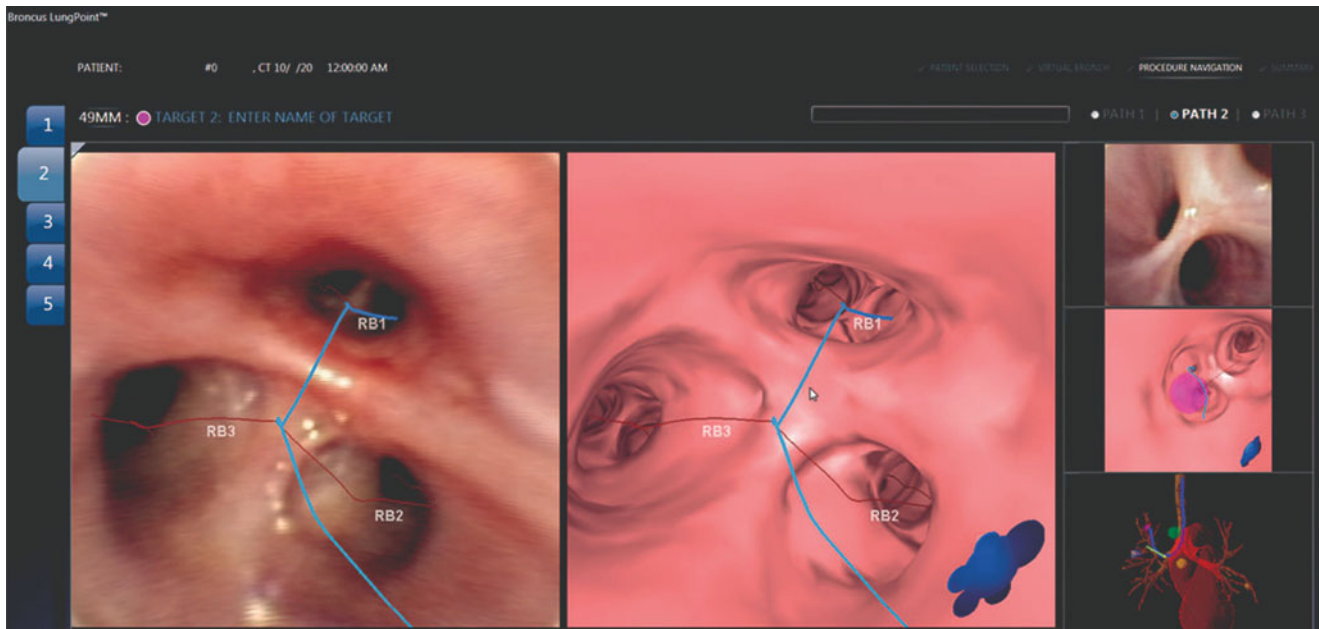 Broncus LungPoint™
PATIENT: #0 , CT 10/ /20 12:00:00 AM
✓ PATIENT SELECTION ✓ VIRTUAL BRONCH ✓ PROCEDURE NAVIGATION ✓ SUMMARY
49MM : TARGET 2: ENTER NAME OF TARGET
PATH 1 | PATH 2 | PATH 3
1
2
3
4
5
RB1
RB3
RB2
RB1
RB3
RB2